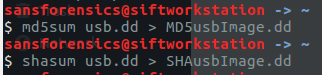 sansforensics@siftworkstation -> ~
$ md5sum usb.dd > MD5usbImage.dd
sansforensics@siftworkstation -> ~
$ shasum usb.dd > SHAusbImage.dd